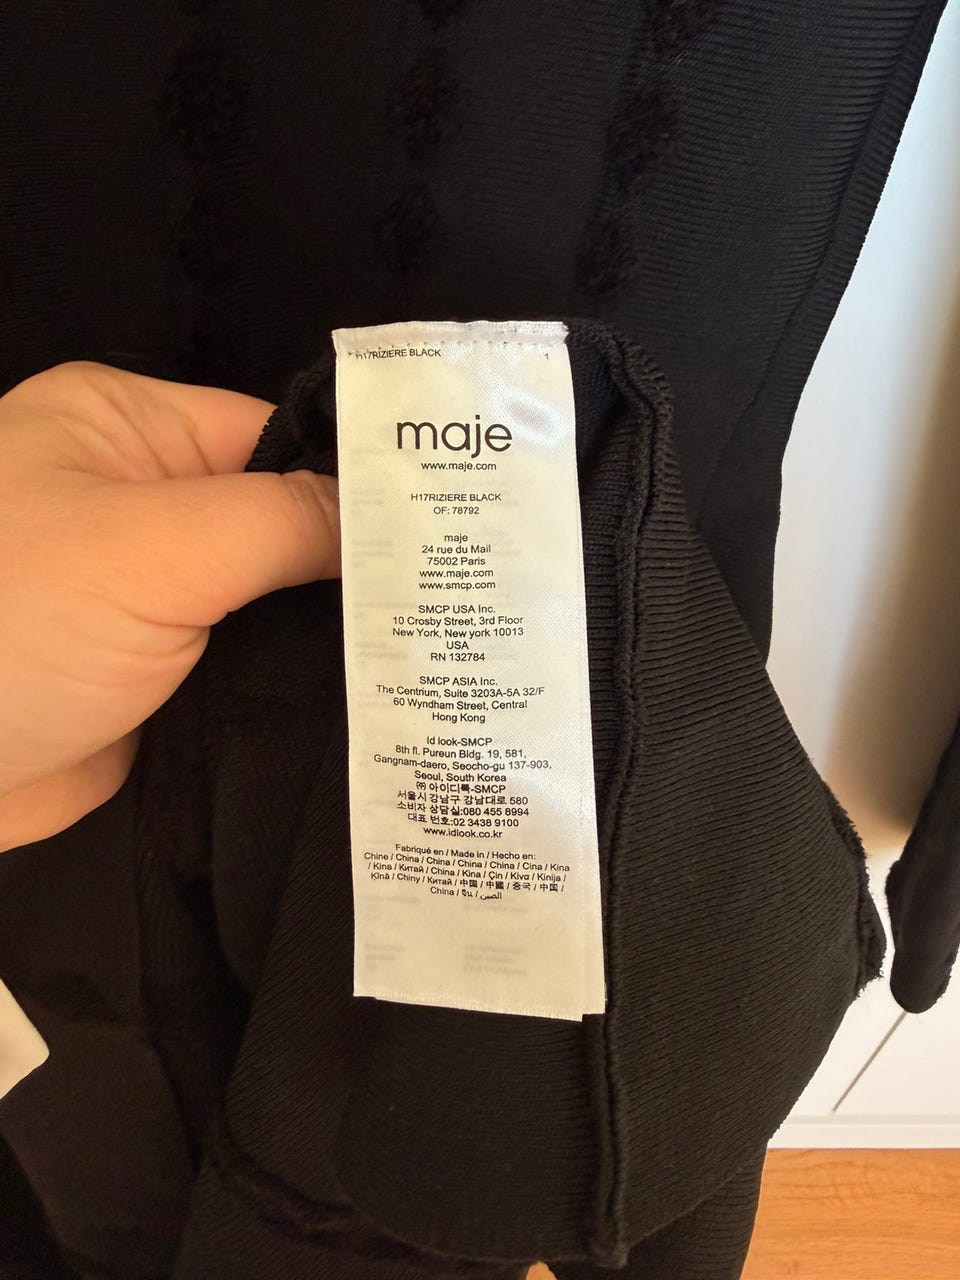 H17RIZIERE BLACK 1
maje
www.maje.com
H17RIZIERE BLACK
OF: 78792
maje
24 rue du Mail
75002 Paris
www.maje.com
www.smcp.com
SMCP USA Inc.
10 Crosby Street, 3rd Floor
New York, New york 10013
USA
RN 132784
SMCP ASIA Inc.
The Centrium, Suite 3203A-5A 32/F
60 Wyndham Street, Central
Hong Kong
Id look-SMCP
8th fl. Pureun Bldg. 19, 581,
Gangnam-daero, Seocho-gu 137-903,
Seoul, South Korea
㈜ 아이디룩-SMCP
서울시 강남구 강남대로 580
소비자 상담실:080 455 8994
대표 번호:02 3438 9100
www.idlook.co.kr
Fabriqué en / Made in / Hecho en:
Chine / China / China / China / China / Cina / Kina
/ Kina / Китай / China / Kina / Çin / Kίνα / Kinija /
Ķīnā / Chiny / Китай / 中国 / 中國 / 중국 / 中国 /
China / จีน / الصين